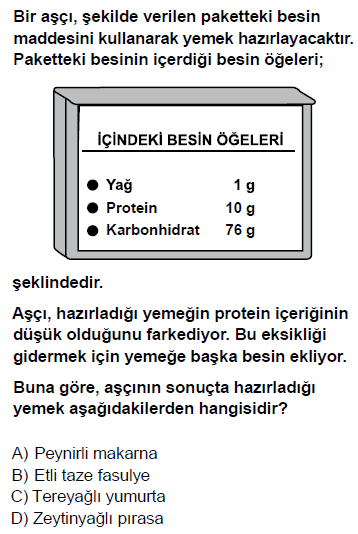 Bir aşçı, şekilde verilen paketteki besin
maddesini kullanarak yemek hazırlayacaktır.
Paketteki besinin içerdiği besin öğeleri;
İÇİNDEKİ BESİN ÖĞELERİ
● Yağ 1 g
● Protein 10 g
● Karbonhidrat 76 g
şeklindedir.
Aşçı, hazırladığı yemeğin protein içeriğinin
düşük olduğunu farkediyor. Bu eksikliği
gidermek için yemeğe başka besin ekliyor.
Buna göre, aşçının sonuçta hazırladığı
yemek aşağıdakilerden hangisidir?
A) Peynirli makarna
B) Etli taze fasulye
C) Tereyağlı yumurta
D) Zeytinyağlı pırasa